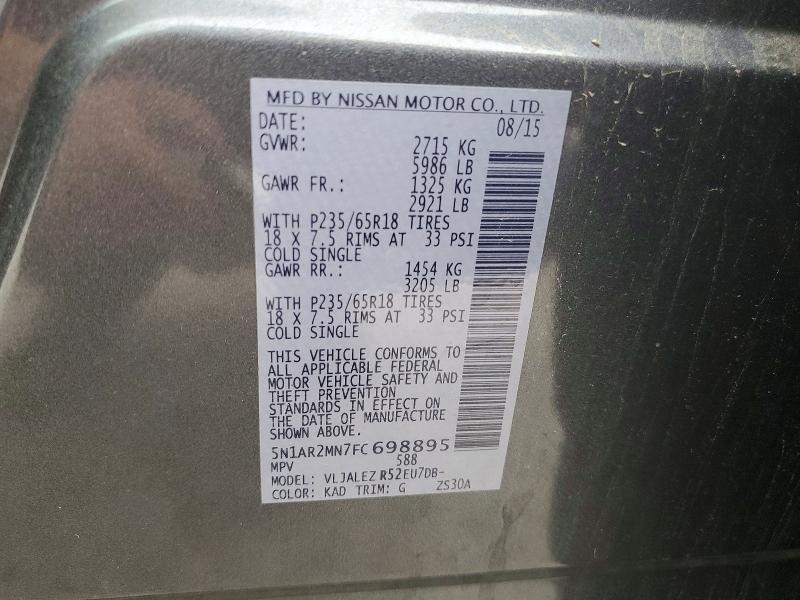 MFD BY NISSAN MOTOR CO., LTD.
DATE: 08/15
GVWR: 2715 KG
5986 LB
GAWR FR.: 1325 KG
2921 LB
WITH P235/65R18 TIRES
18 X 7.5 RIMS AT 33 PSI
COLD SINGLE
GAWR RR.: 1454 KG
3205 LB
WITH P235/65R18 TIRES
18 X 7.5 RIMS AT 33 PSI
COLD SINGLE
THIS VEHICLE CONFORMS TO
ALL APPLICABLE FEDERAL
MOTOR VEHICLE SAFETY AND
THEFT PREVENTION
STANDARDS IN EFFECT ON
THE DATE OF MANUFACTURE
SHOWN ABOVE.
5N1AR2MN7FC698895
MPV 588
MODEL: VLJALEZ R52EU7DB-
COLOR: KAD TRIM: G ZS30A